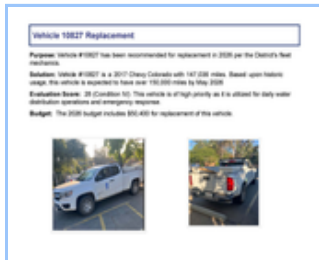 Vehicle 10827 Replacement
Purpose: Vehicle #10827 has been recommended for replacement in 2026 per the District's fleet
mechanics.
Solution: Vehicle #10827 is a 2017 Chevy Colorado with 147,036 miles. Based upon historic
usage, this vehicle is expected to have over 150,000 miles by May 2026
Evaluation Score: 28 (Condition IV). This vehicle is of high priority as it is utilized for daily water
distribution operations and emergency response.
Budget: The 2026 budget includes $50,400 for replacement of this vehicle.